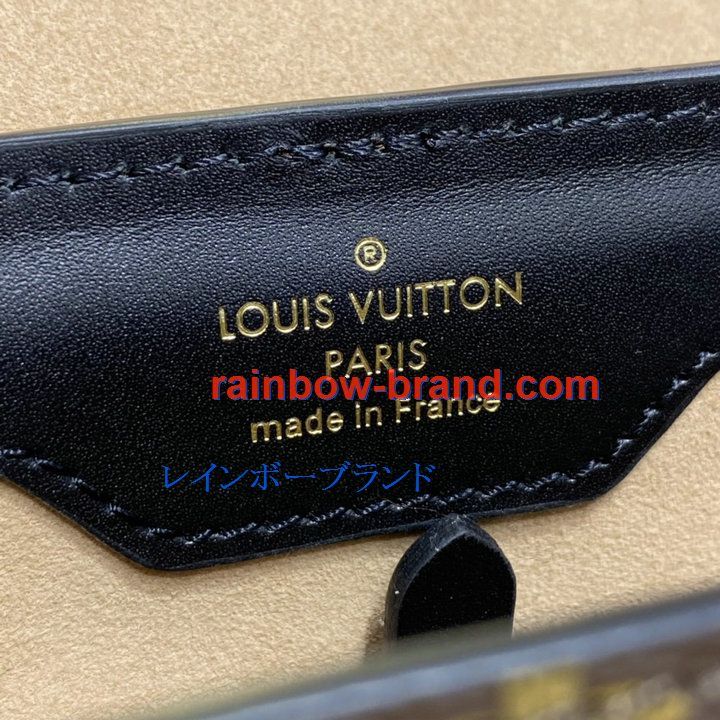 ®
LOUIS VUITTON
PARIS
rainbow-brand.com
made in France
レインボーブランド